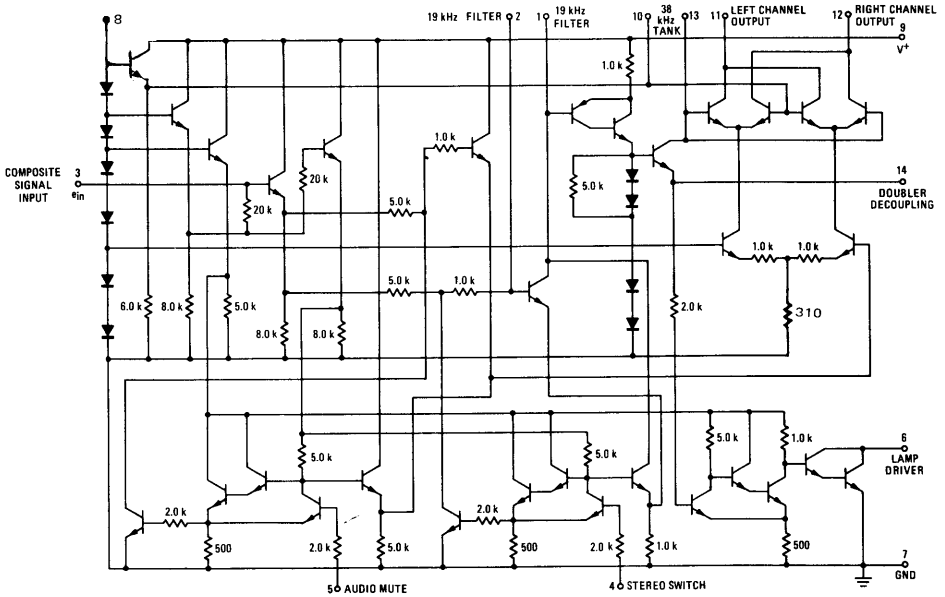 8
19 kHz FILTER 2
1 19 kHz FILTER
10
38 kHz TANK
13
11 LEFT CHANNEL OUTPUT
12 RIGHT CHANNEL OUTPUT
9
V+
1.0 k
1.0 k
COMPOSITE SIGNAL INPUT
3
ein
20 k
20 k
5.0 k
5.0 k
14
DOUBLER DECOUPLING
1.0 k
1.0 k
5.0 k
1.0 k
6.0 k
8.0 k
5.0 k
8.0 k
8.0 k
2.0 k
310
5.0 k
5.0 k
5.0 k
1.0 k
6
LAMP DRIVER
2.0 k
2.0 k
500
2.0 k
5.0 k
500
2.0 k
1.0 k
500
7
GND
5 AUDIO MUTE
4 STEREO SWITCH